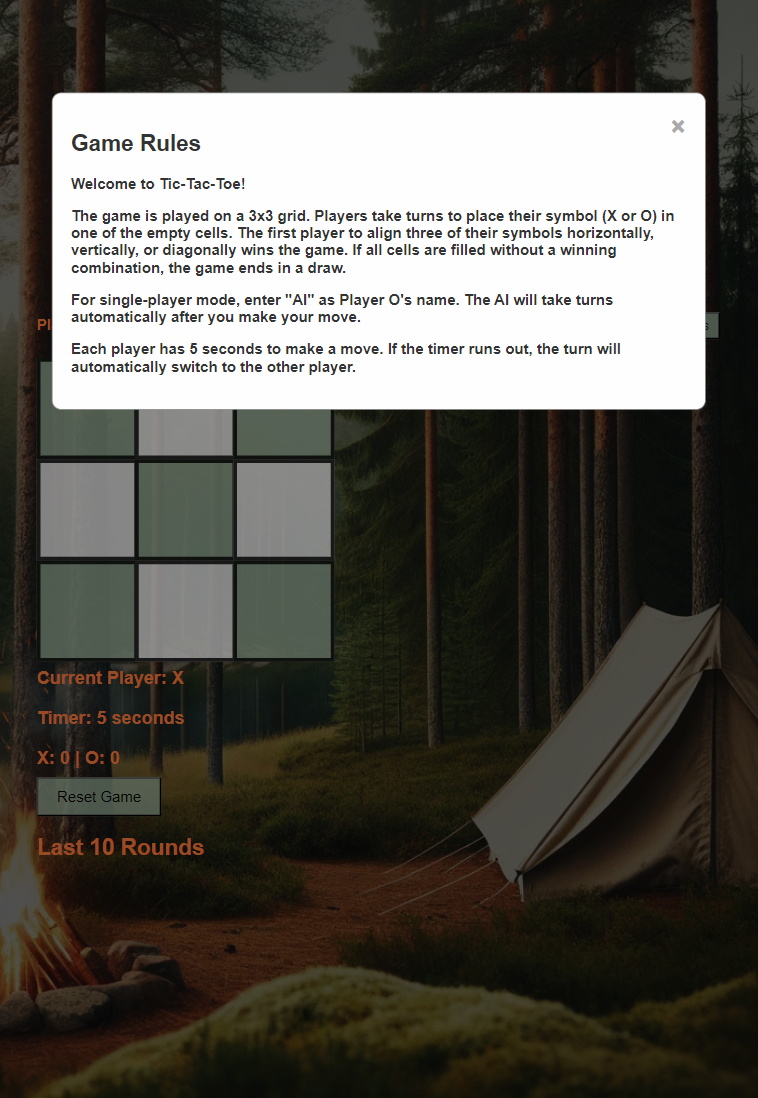 ×
Game Rules
Welcome to Tic-Tac-Toe!
The game is played on a 3x3 grid. Players take turns to place their symbol (X or O) in
one of the empty cells. The first player to align three of their symbols horizontally,
vertically, or diagonally wins the game. If all cells are filled without a winning
combination, the game ends in a draw.
For single-player mode, enter "AI" as Player O's name. The AI will take turns
automatically after you make your move.
Each player has 5 seconds to make a move. If the timer runs out, the turn will
automatically switch to the other player.
Current Player: X
Timer: 5 seconds
X: 0 | O: 0
Reset Game
Last 10 Rounds